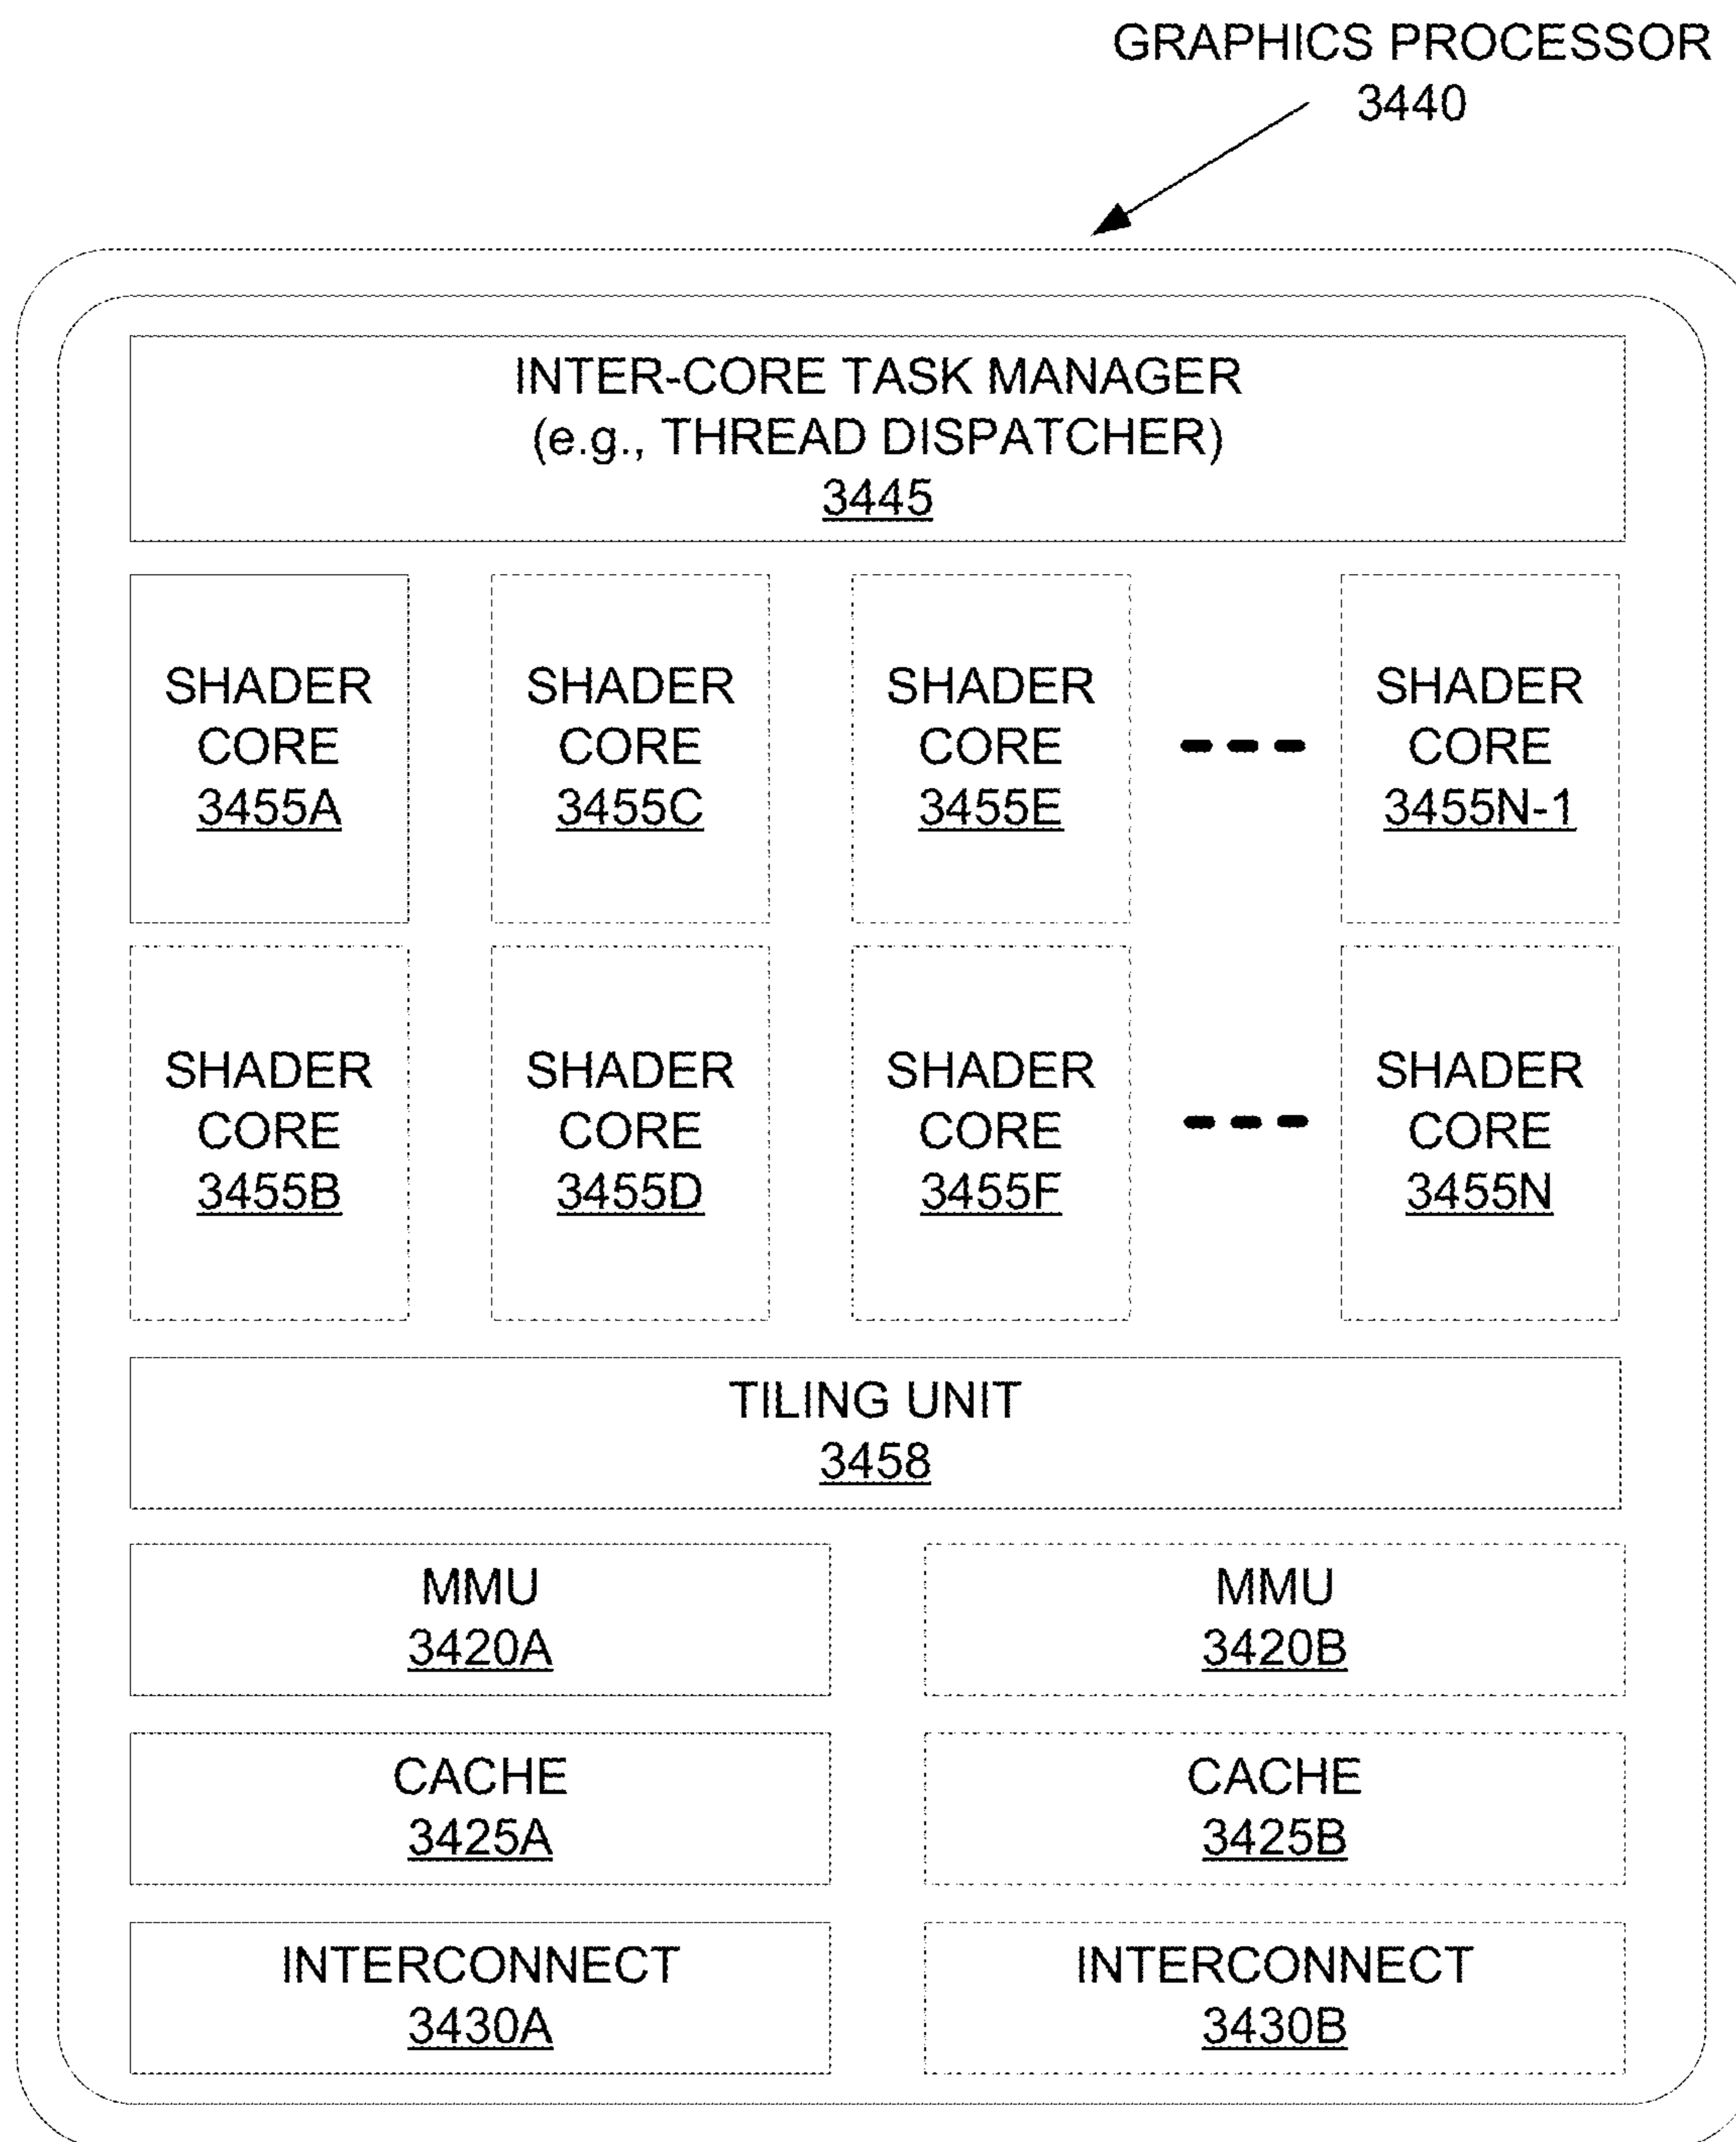 GRAPHICS PROCESSOR
3440
INTER-CORE TASK MANAGER
(e.g., THREAD DISPATCHER)
3445
SHADER
CORE
3455A
SHADER
CORE
3455C
SHADER
CORE
3455E
SHADER
CORE
3455N-1
SHADER
CORE
3455B
SHADER
CORE
3455D
SHADER
CORE
3455F
SHADER
CORE
3455N
TILING UNIT
3458
MMU
3420A
MMU
3420B
CACHE
3425A
CACHE
3425B
INTERCONNECT
3430A
INTERCONNECT
3430B